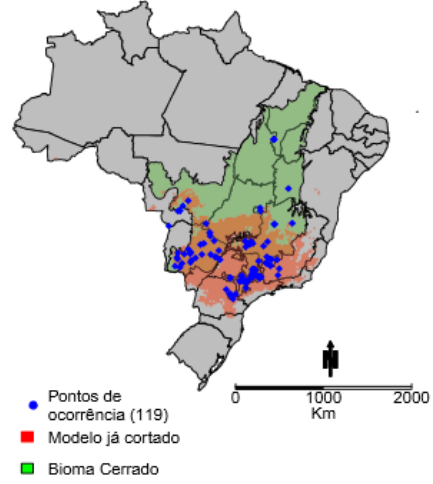 N
0 1000 2000
Km
Pontos de
ocorrência (119)
Modelo já cortado
Bioma Cerrado